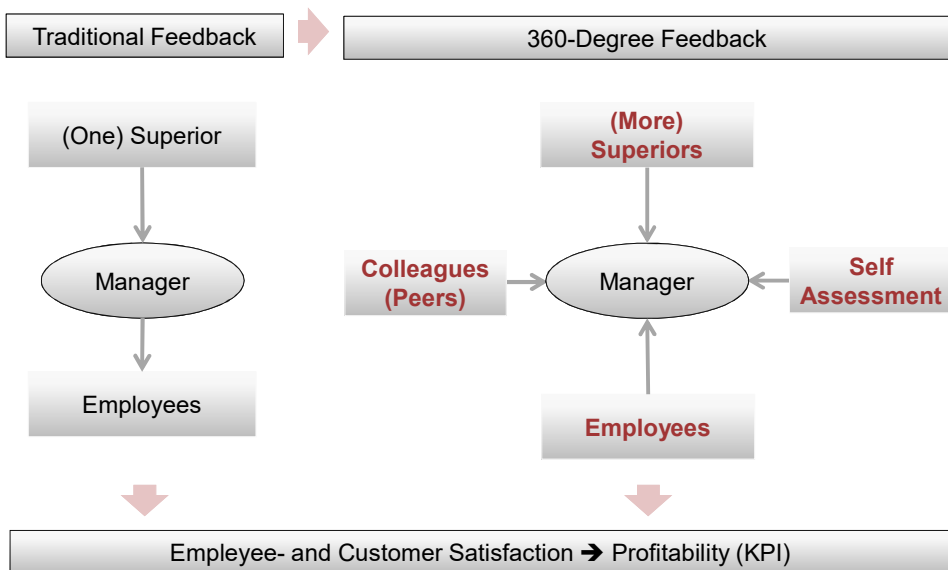 Traditional Feedback
360-Degree Feedback
(One) Superior
Manager
Employees
(More)
Superiors
Colleagues
(Peers)
Manager
Self
Assessment
Employees
Empleyee- and Customer Satisfaction ➔ Profitability (KPI)